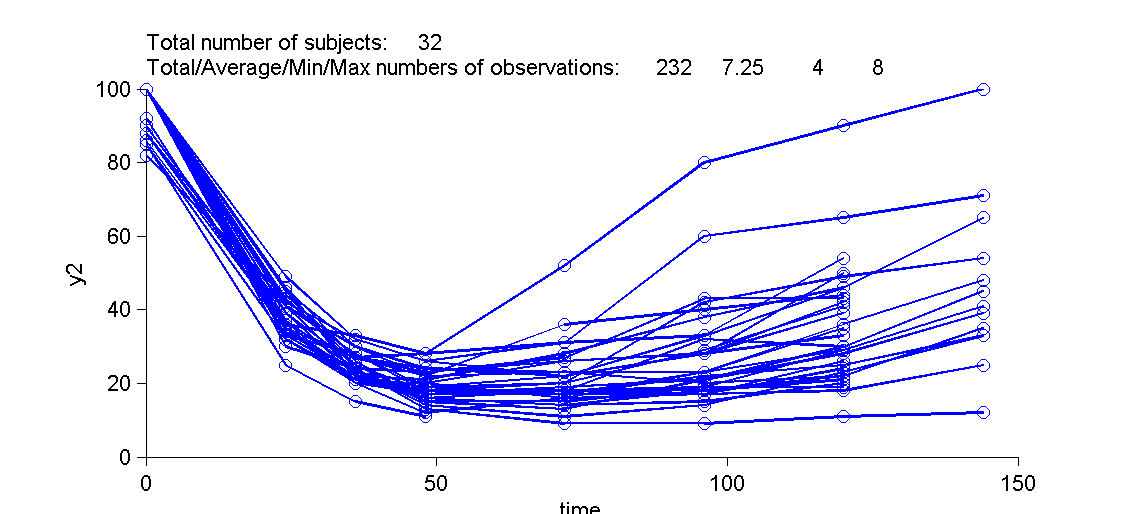 Total number of subjects: 32
Total/Average/Min/Max numbers of observations: 232 7.25 4 8
100
80
60
40
20
0
y2
0 50 100 150
time